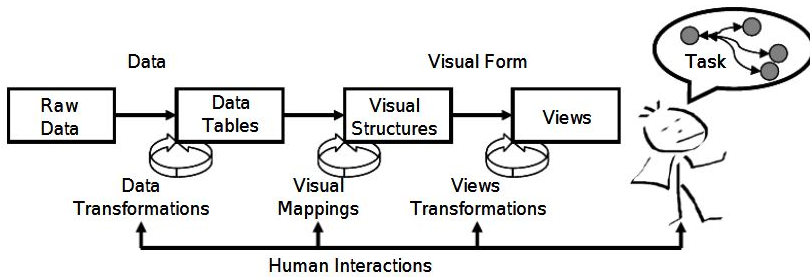 Data
Visual Form
Task
Raw
Data
Data
Tables
Visual
Structures
Views
Data
Transformations
Visual
Mappings
Views
Transformations
Human Interactions